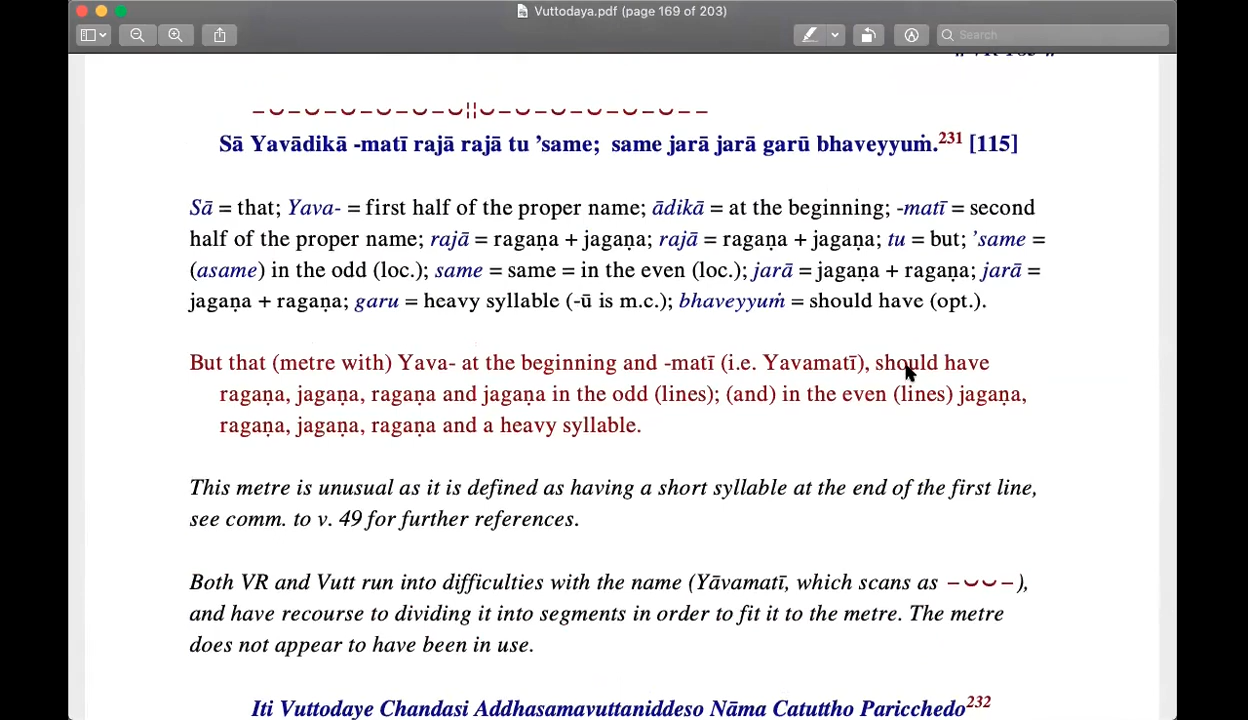 Vuttodaya.pdf (page 169 of 203)
Search
–⏑–⏑–⏑–⏑–⏑–⏑¦¦⏑–⏑–⏑–⏑–⏑–⏑––
Sā Yavādikā -matī rajā rajā tu ’same; same jarā jarā garū bhaveyyuṁ.231 [115]
Sā = that; Yava- = first half of the proper name; ādikā = at the beginning; -matī = second
half of the proper name; rajā = ragaṇa + jagaṇa; rajā = ragaṇa + jagaṇa; tu = but; ’same =
(asame) in the odd (loc.); same = same = in the even (loc.); jarā = jagaṇa + ragaṇa; jarā =
jagaṇa + ragaṇa; garu = heavy syllable (-ū is m.c.); bhaveyyuṁ = should have (opt.).
But that (metre with) Yava- at the beginning and -matī (i.e. Yavamatī), should have
ragaṇa, jagaṇa, ragaṇa and jagaṇa in the odd (lines); (and) in the even (lines) jagaṇa,
ragaṇa, jagaṇa, ragaṇa and a heavy syllable.
This metre is unusual as it is defined as having a short syllable at the end of the first line,
see comm. to v. 49 for further references.
Both VR and Vutt run into difficulties with the name (Yāvamatī, which scans as –⏑⏑–),
and have recourse to dividing it into segments in order to fit it to the metre. The metre
does not appear to have been in use.
Iti Vuttodaye Chandasi Addhasamavuttaniddeso Nāma Catuttho Paricchedo232